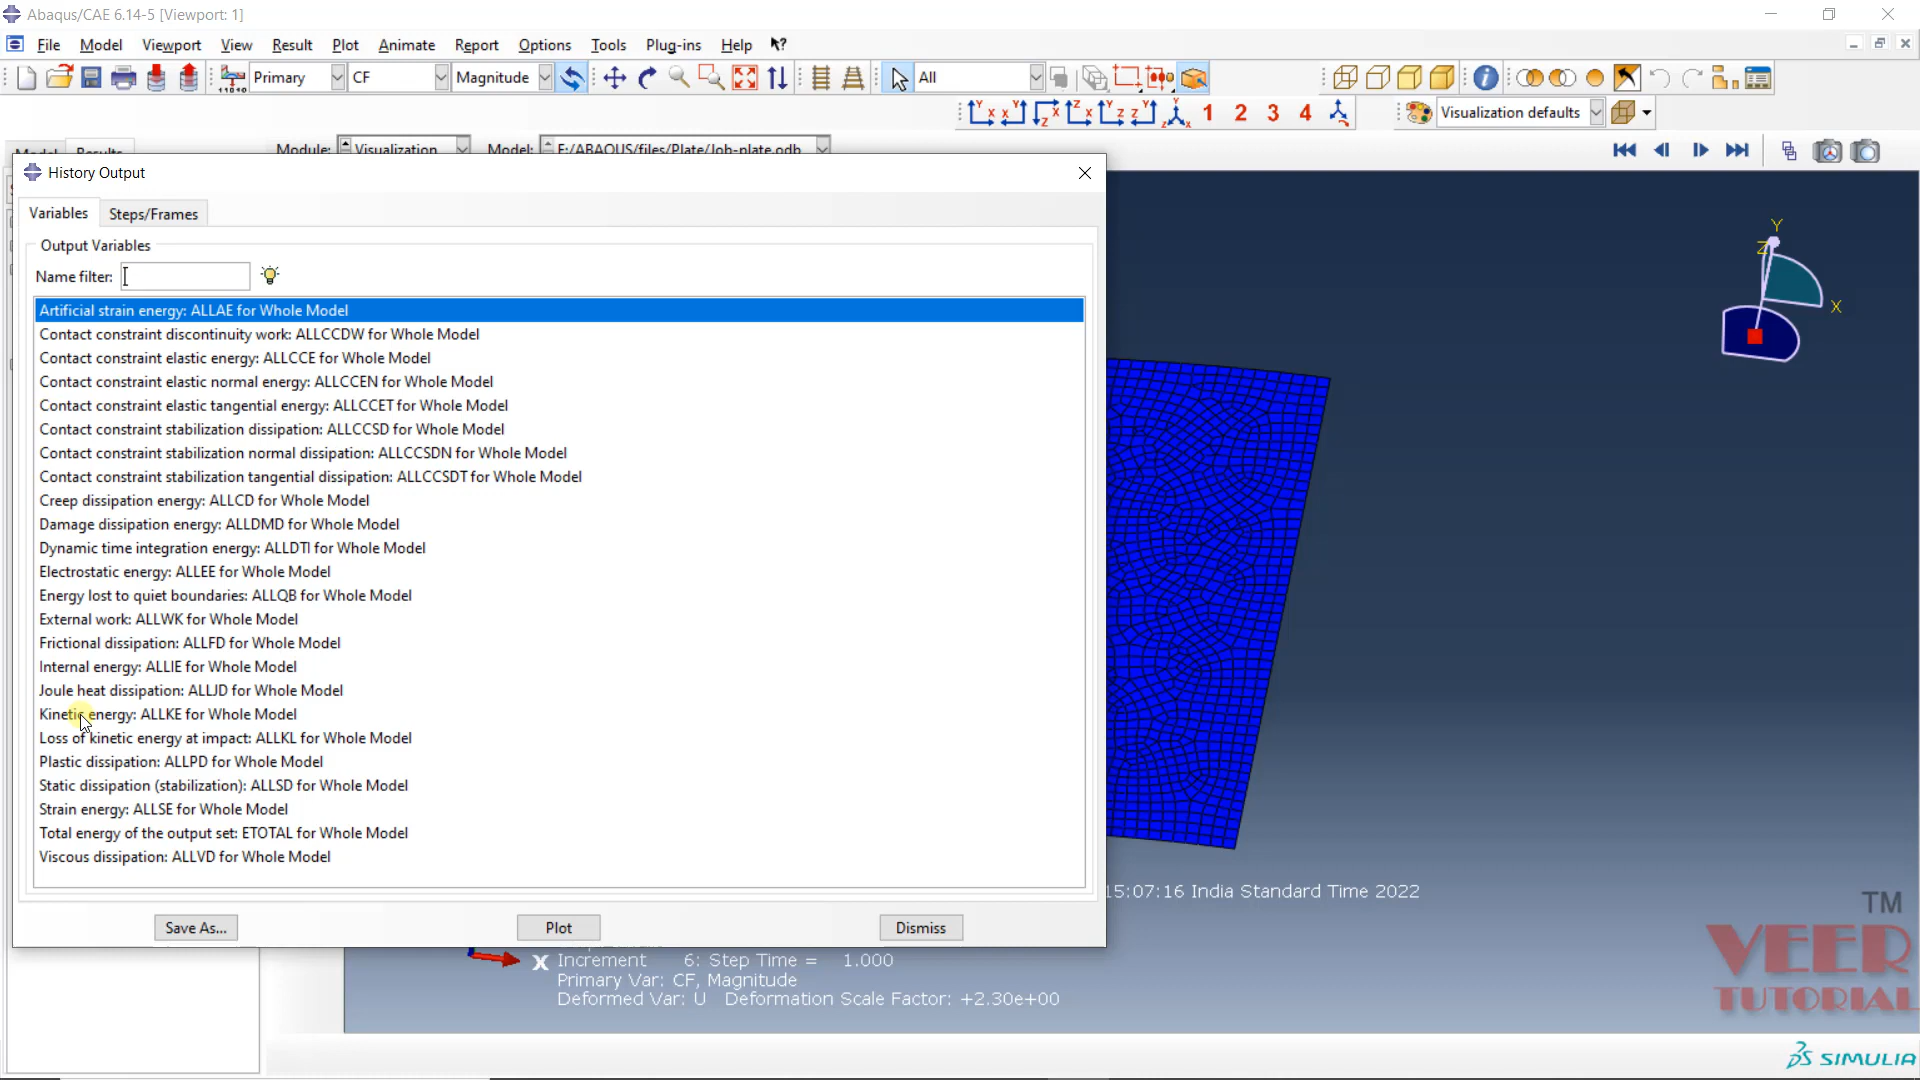 Abaqus/CAE 6.14-5 [Viewport: 1]
File Model Viewport View Result Plot Animate Report Options Tools Plug-ins Help
Primary CF Magnitude All
1 2 3 4 Visualization defaults
Model Results Module: Visualization Model: F:/ABAQUS/files/Plate/Job-plate.odb
History Output
Variables Steps/Frames
Output Variables
Name filter:
Artificial strain energy: ALLAE for Whole Model
Contact constraint discontinuity work: ALLCCDW for Whole Model
Contact constraint elastic energy: ALLCCE for Whole Model
Contact constraint elastic normal energy: ALLCCEN for Whole Model
Contact constraint elastic tangential energy: ALLCCET for Whole Model
Contact constraint stabilization dissipation: ALLCCSD for Whole Model
Contact constraint stabilization normal dissipation: ALLCCSDN for Whole Model
Contact constraint stabilization tangential dissipation: ALLCCSDT for Whole Model
Creep dissipation energy: ALLCD for Whole Model
Damage dissipation energy: ALLDMD for Whole Model
Dynamic time integration energy: ALLDTI for Whole Model
Electrostatic energy: ALLEE for Whole Model
Energy lost to quiet boundaries: ALLQB for Whole Model
External work: ALLWK for Whole Model
Frictional dissipation: ALLFD for Whole Model
Internal energy: ALLIE for Whole Model
Joule heat dissipation: ALLJD for Whole Model
Kinetic energy: ALLKE for Whole Model
Loss of kinetic energy at impact: ALLKL for Whole Model
Plastic dissipation: ALLPD for Whole Model
Static dissipation (stabilization): ALLSD for Whole Model
Strain energy: ALLSE for Whole Model
Total energy of the output set: ETOTAL for Whole Model
Viscous dissipation: ALLVD for Whole Model
Save As... Plot Dismiss
Y
Z
X
15:07:16 India Standard Time 2022
X Increment 6: Step Time = 1.000
Primary Var: CF, Magnitude
Deformed Var: U Deformation Scale Factor: +2.30e+00
TM
VEER
TUTORIAL
SIMULIA